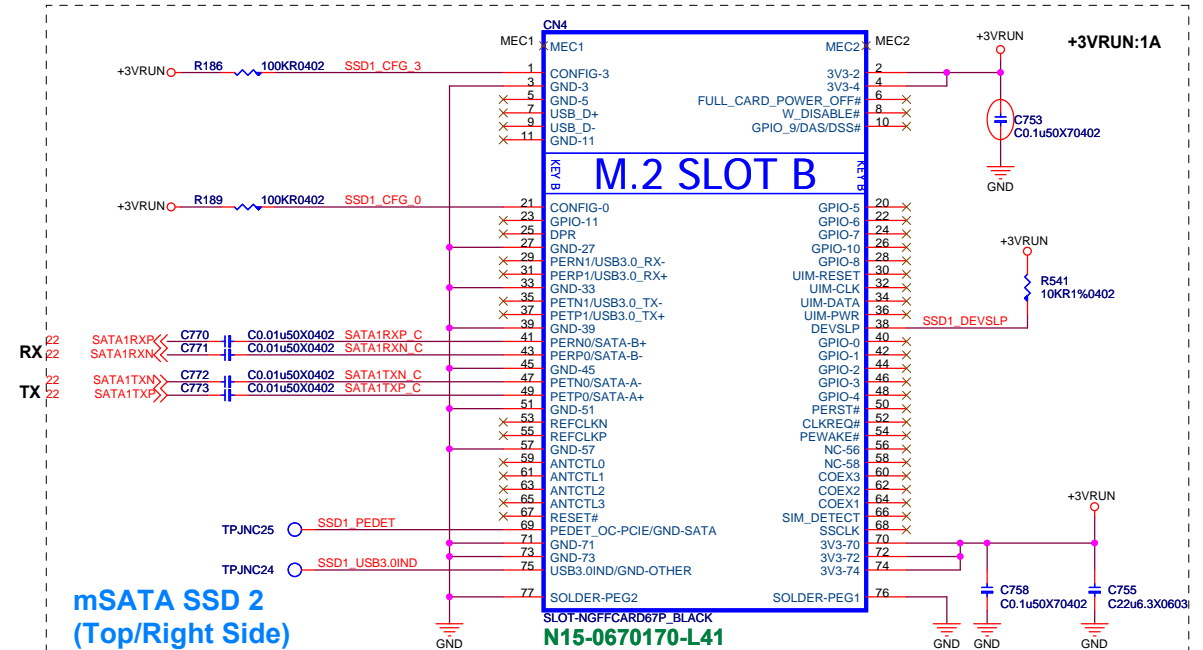 CN4
MEC1 MEC1 MEC2 MEC2
+3VRUN +3VRUN:1A
+3VRUN R186 100KR0402 SSD1_CFG_3 1 CONFIG-3 3V3-2 2
3 GND-3 3V3-4 4
5 GND-5 FULL_CARD_POWER_OFF# 6
7 USB_D+ W_DISABLE# 8
9 USB_D- GPIO_9/DAS/DSS# 10
11 GND-11
C753
C0.1u50X70402
GND
KEY B M.2 SLOT B KEY B
+3VRUN R189 100KR0402 SSD1_CFG_0 21 CONFIG-0 GPIO-5 20
23 GPIO-11 GPIO-6 22
25 DPR GPIO-7 24
27 GND-27 GPIO-10 26
29 PERN1/USB3.0_RX- GPIO-8 28
31 PERP1/USB3.0_RX+ UIM-RESET 30
33 GND-33 UIM-CLK 32
35 PETN1/USB3.0_TX- UIM-DATA 34
37 PETP1/USB3.0_TX+ UIM-PWR 36
39 GND-39 DEVSLP 38 SSD1_DEVSLP
+3VRUN
R541
10KR1%0402
RX 22 SATA1RXP C770 C0.01u50X0402 SATA1RXP_C 41 PERN0/SATA-B+ GPIO-0 40
22 SATA1RXN C771 C0.01u50X0402 SATA1RXN_C 43 PERP0/SATA-B- GPIO-1 42
45 GND-45 GPIO-2 44
TX 22 SATA1TXN C772 C0.01u50X0402 SATA1TXN_C 47 PETN0/SATA-A- GPIO-3 46
22 SATA1TXP C773 C0.01u50X0402 SATA1TXP_C 49 PETP0/SATA-A+ GPIO-4 48
51 GND-51 PERST# 50
53 REFCLKN CLKREQ# 52
55 REFCLKP PEWAKE# 54
57 GND-57 NC-56 56
59 ANTCTL0 NC-58 58
61 ANTCTL1 COEX3 60
63 ANTCTL2 COEX2 62
65 ANTCTL3 COEX1 64
67 RESET# SIM_DETECT 66
TPJNC25 SSD1_PEDET 69 PEDET_OC-PCIE/GND-SATA SSCLK 68
71 GND-71 3V3-70 70
73 GND-73 3V3-72 72
TPJNC24 SSD1_USB3.0IND 75 USB3.0IND/GND-OTHER 3V3-74 74
77 SOLDER-PEG2 SOLDER-PEG1 76
+3VRUN
C758
C0.1u50X70402
C755
C22u6.3X0603
mSATA SSD 2
(Top/Right Side)
SLOT-NGFFCARD67P_BLACK
N15-0670170-L41
GND GND GND GND